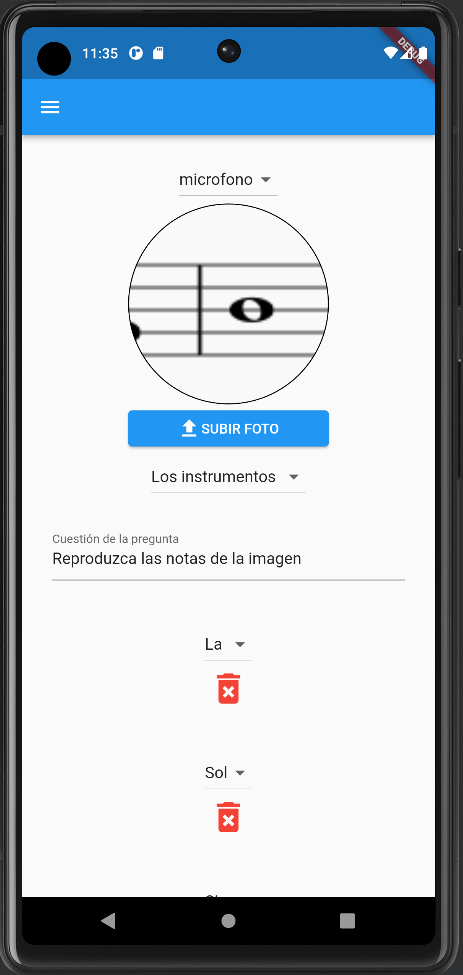 11:35
DEBUG
microfono
SUBIR FOTO
Los instrumentos
Cuestión de la pregunta
Reproduzca las notas de la imagen
La
Sol